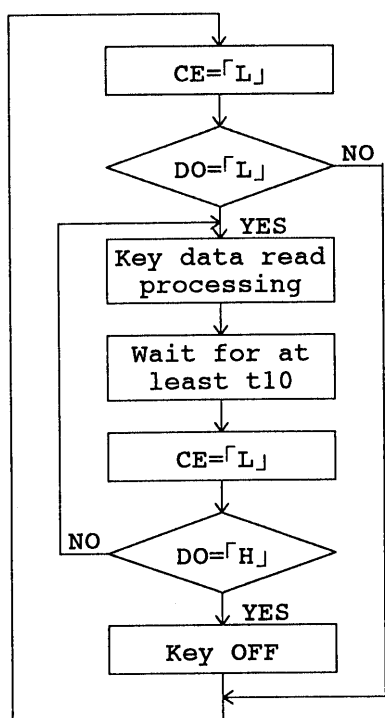 CE=「L」
DO=「L」
NO
YES
Key data read
processing
Wait for at
least t10
CE=「L」
NO
DO=「H」
YES
Key OFF